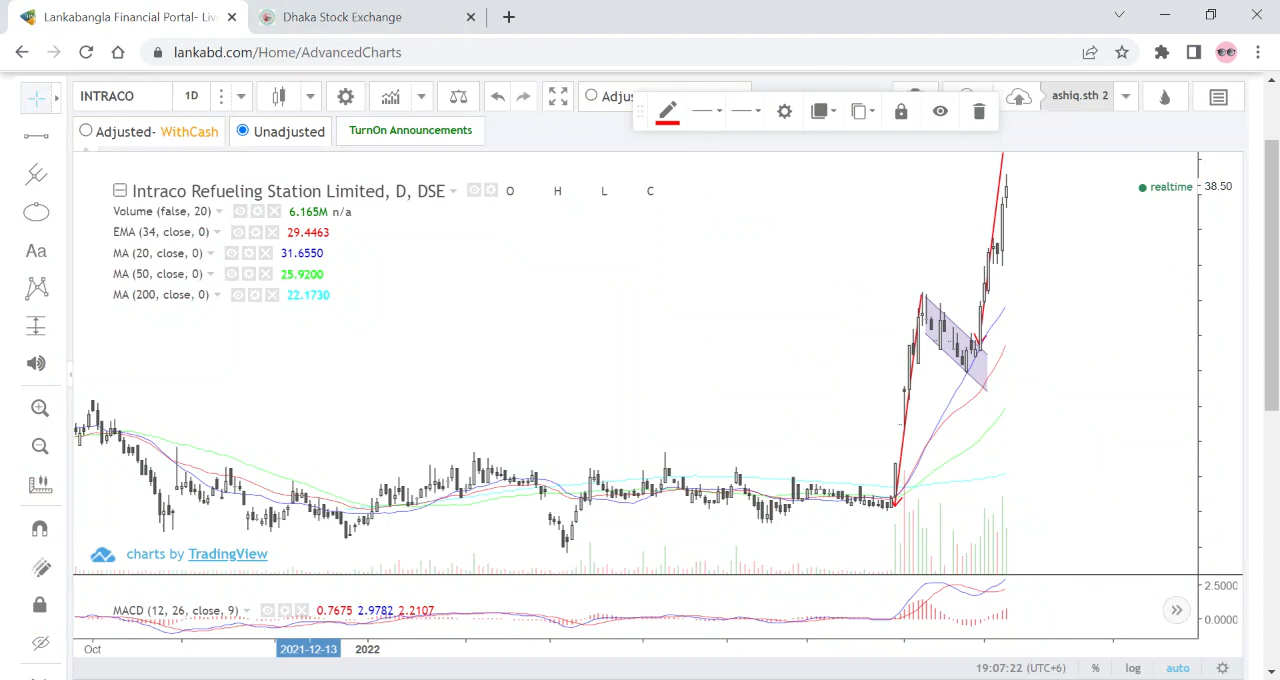 Lankabangla Financial Portal- Liv
Dhaka Stock Exchange
lankabd.com/Home/AdvancedCharts
INTRACO
1D
Adjus
ashiq.sth 2
Adjusted- WithCash
Unadjusted
TurnOn Announcements
Intraco Refueling Station Limited, D, DSE
O H L C
realtime
38.50
Volume (false, 20) 6.165M n/a
EMA (34, close, 0) 29.4463
MA (20, close, 0) 31.6550
MA (50, close, 0) 25.9200
MA (200, close, 0) 22.1730
Aa
charts by TradingView
2.5000
MACD (12, 26, close, 9) 0.7675 2.9782 2.2107
0.0000
Oct 2021-12-13 2022
19:07:22 (UTC+6) % log auto